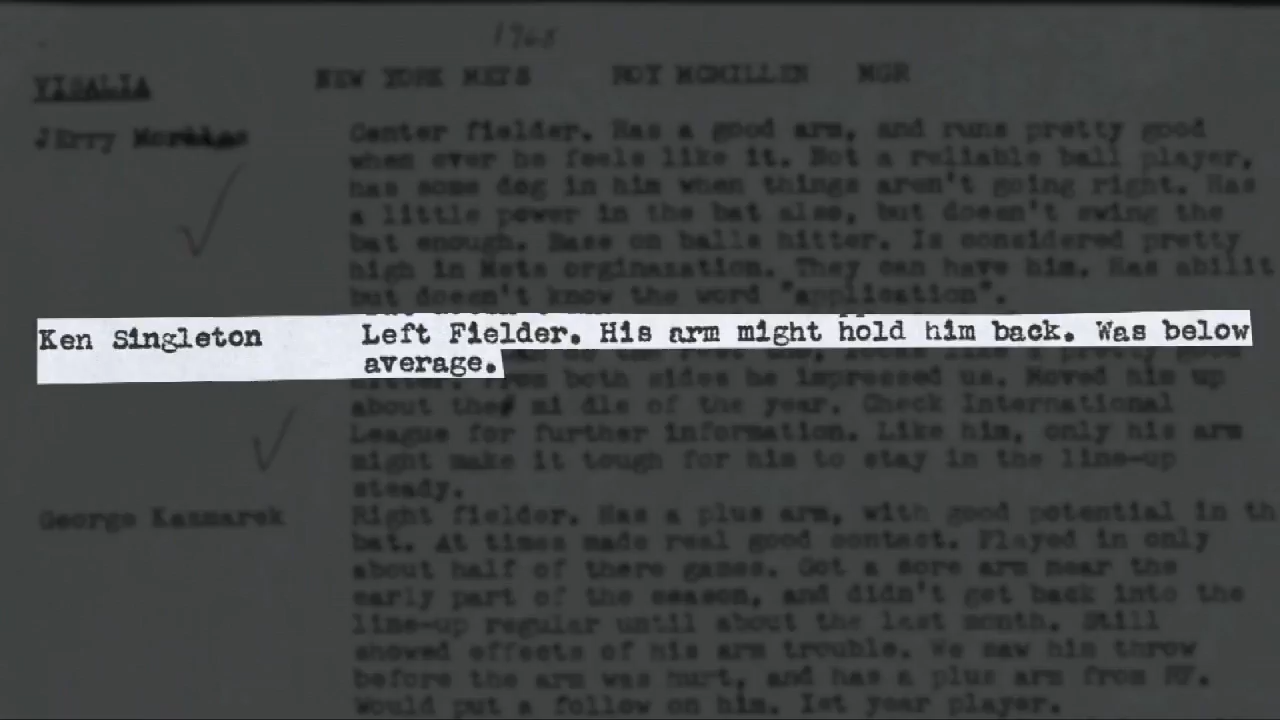 1968
VISALIA NEW YORK METS ROY MCMILLEN MGR
JErry Morales Center fielder. Has a good arm, and runs pretty good
when ever he feels like it. Not a reliable ball player,
has some dog in him when things aren't going right. Has
a little power in the bat also, but doesn't swing the
bat enough. Base on balls hitter. Is considered pretty
high in Mets orginazation. They can have him. Has abilit
but doesn't know the word "application".
Ken Singleton Left Fielder. His arm might hold him back. Was below
average.
from both sides he impressed us. Moved him up
about the mi dle of the year. Check International
League for further information. Like him, only his arm
might make it tough for him to stay in the line-up
steady.
George Kazmarek Right fielder. Has a plus arm, with good potential in th
bat. At times made real good contact. Played in only
about half of there games. Got a sore arm near the
early part of the season, and didn't get back into the
line-up regular until about the last month. Still
showed effects of his arm trouble. We saw him throw
before the arm was hurt, and has a plus arm from RF.
Would put a follow on him. 1st year player.